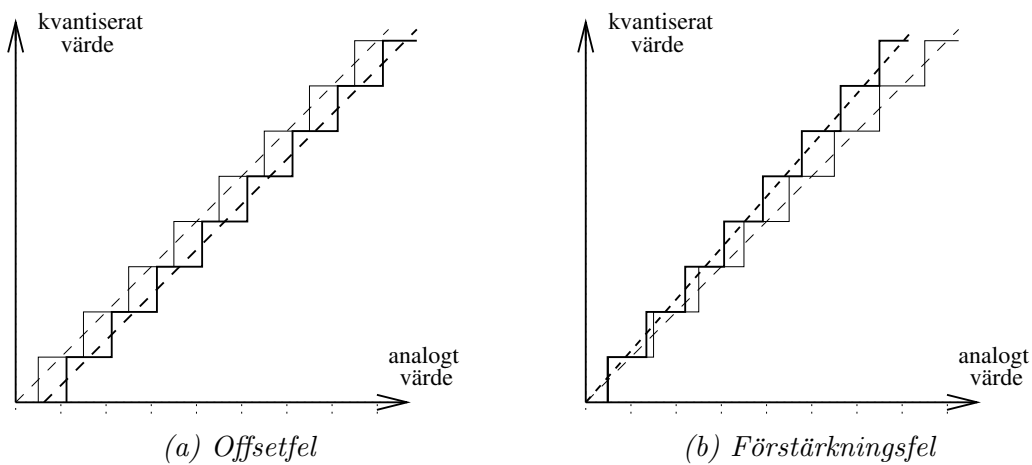 kvantiserat
värde
analogt
värde
(a) Offsetfel
kvantiserat
värde
analogt
värde
(b) Förstärkningsfel